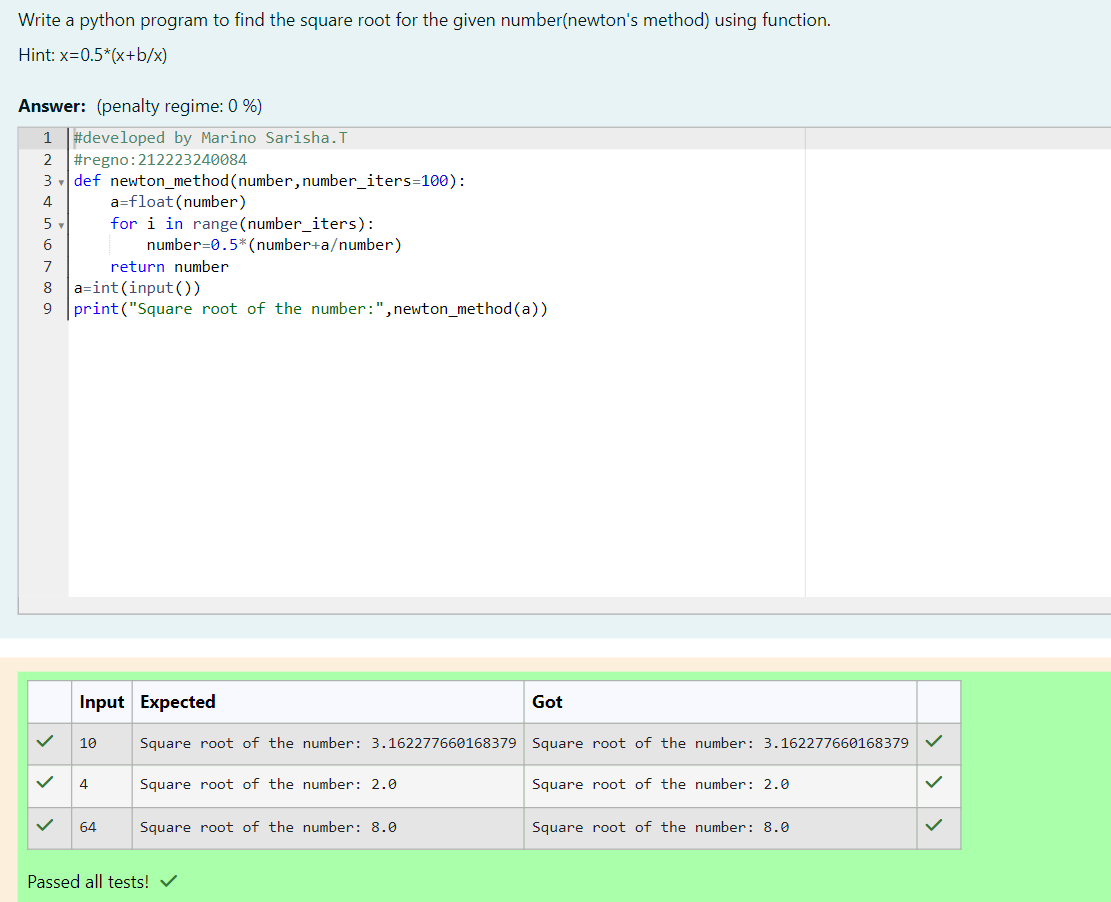 Write a python program to find the square root for the given number(newton's method) using function.
Hint: x=0.5*(x+b/x)
Answer: (penalty regime: 0 %)
1 #developed by Marino Sarisha.T
2 #regno:212223240084
3 def newton_method(number,number_iters=100):
4     a=float(number)
5     for i in range(number_iters):
6         number=0.5*(number+a/number)
7     return number
8 a=int(input())
9 print("Square root of the number:",newton_method(a))
Input Expected Got
10 Square root of the number: 3.162277660168379 Square root of the number: 3.162277660168379
4 Square root of the number: 2.0 Square root of the number: 2.0
64 Square root of the number: 8.0 Square root of the number: 8.0
Passed all tests!